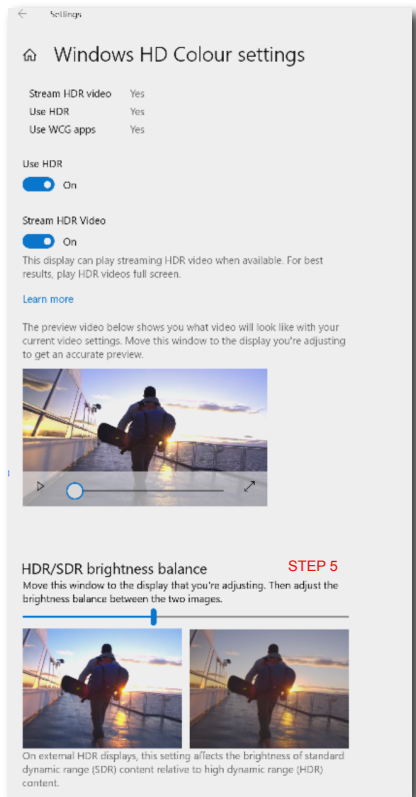 Settings
Windows HD Colour settings
Stream HDR video Yes
Use HDR Yes
Use WCG apps Yes
Use HDR
On
Stream HDR Video
On
This display can play streaming HDR video when available. For best
results, play HDR videos full screen.
Learn more
The preview video below shows you what video will look like with your
current video settings. Move this window to the display you're adjusting
to get an accurate preview.
HDR/SDR brightness balance
STEP 5
Move this window to the display that you're adjusting. Then adjust the
brightness balance between the two images.
On external HDR displays, this setting affects the brightness of standard
dynamic range (SDR) content relative to high dynamic range (HDR)
content.